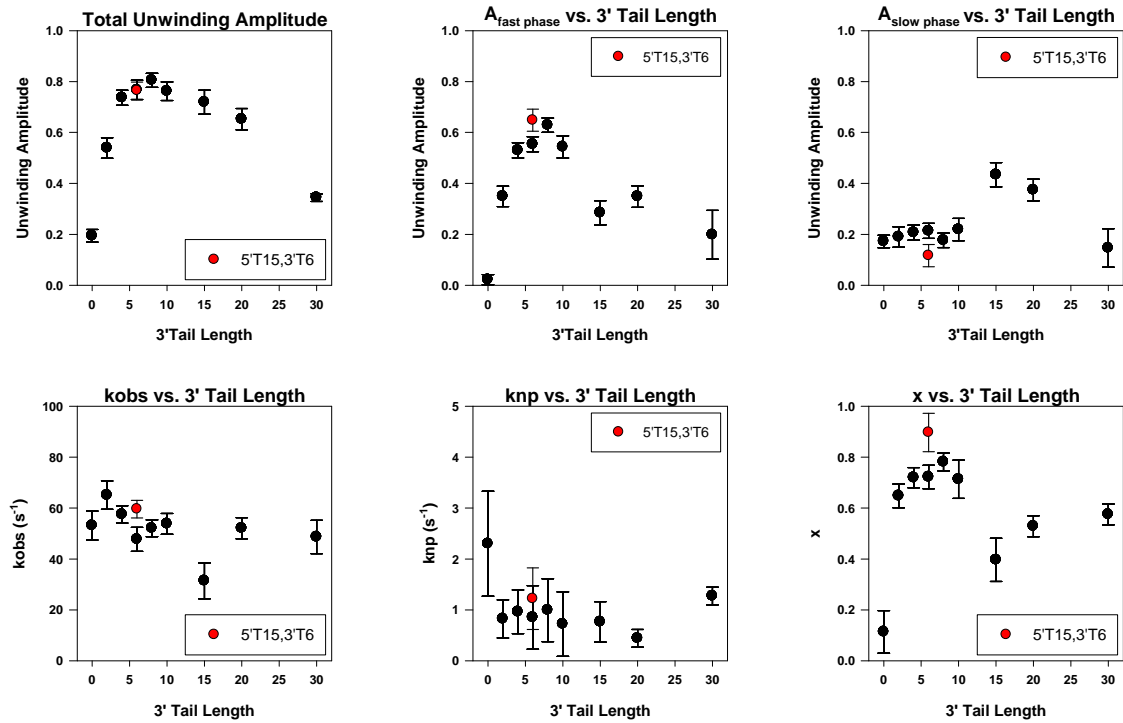 Total Unwinding Amplitude
Unwinding Amplitude
1.0
0.8
0.6
0.4
0.2
0.0
0 5 10 15 20 25 30
3'Tail Length
5'T15,3'T6
A fast phase vs. 3' Tail Length
Unwinding Amplitude
1.0
0.8
0.6
0.4
0.2
0.0
0 5 10 15 20 25 30
3'Tail Length
5'T15,3'T6
A slow phase vs. 3' Tail Length
Unwinding Amplitude
1.0
0.8
0.6
0.4
0.2
0.0
0 5 10 15 20 25 30
3'Tail Length
5'T15,3'T6
kobs vs. 3' Tail Length
kobs (s⁻¹)
100
80
60
40
20
0
0 5 10 15 20 25 30
3' Tail Length
5'T15,3'T6
knp vs. 3' Tail Length
knp (s⁻¹)
5
4
3
2
1
0
0 5 10 15 20 25 30
3' Tail Length
5'T15,3'T6
x vs. 3' Tail Length
x
1.0
0.8
0.6
0.4
0.2
0.0
0 5 10 15 20 25 30
3' Tail Length
5'T15,3'T6